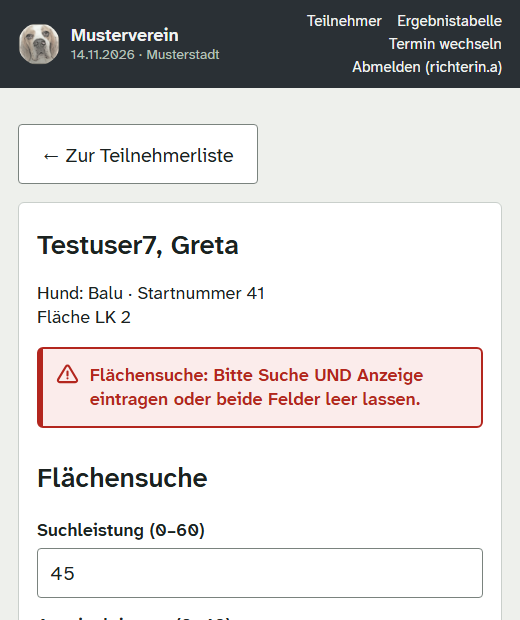 Musterverein
14.11.2026 · Musterstadt
Teilnehmer Ergebnistabelle
Termin wechseln
Abmelden (richterin.a)
← Zur Teilnehmerliste
Testuser7, Greta
Hund: Balu · Startnummer 41
Fläche LK 2
Flächensuche: Bitte Suche UND Anzeige
eintragen oder beide Felder leer lassen.
Flächensuche
Suchleistung (0–60)
45